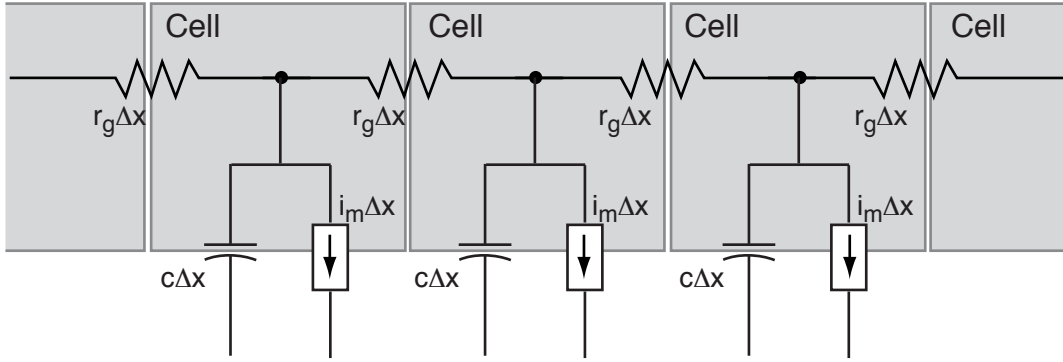 Cell Cell Cell Cell
r_gΔx r_gΔx r_gΔx r_gΔx
i_mΔx i_mΔx i_mΔx
cΔx cΔx cΔx